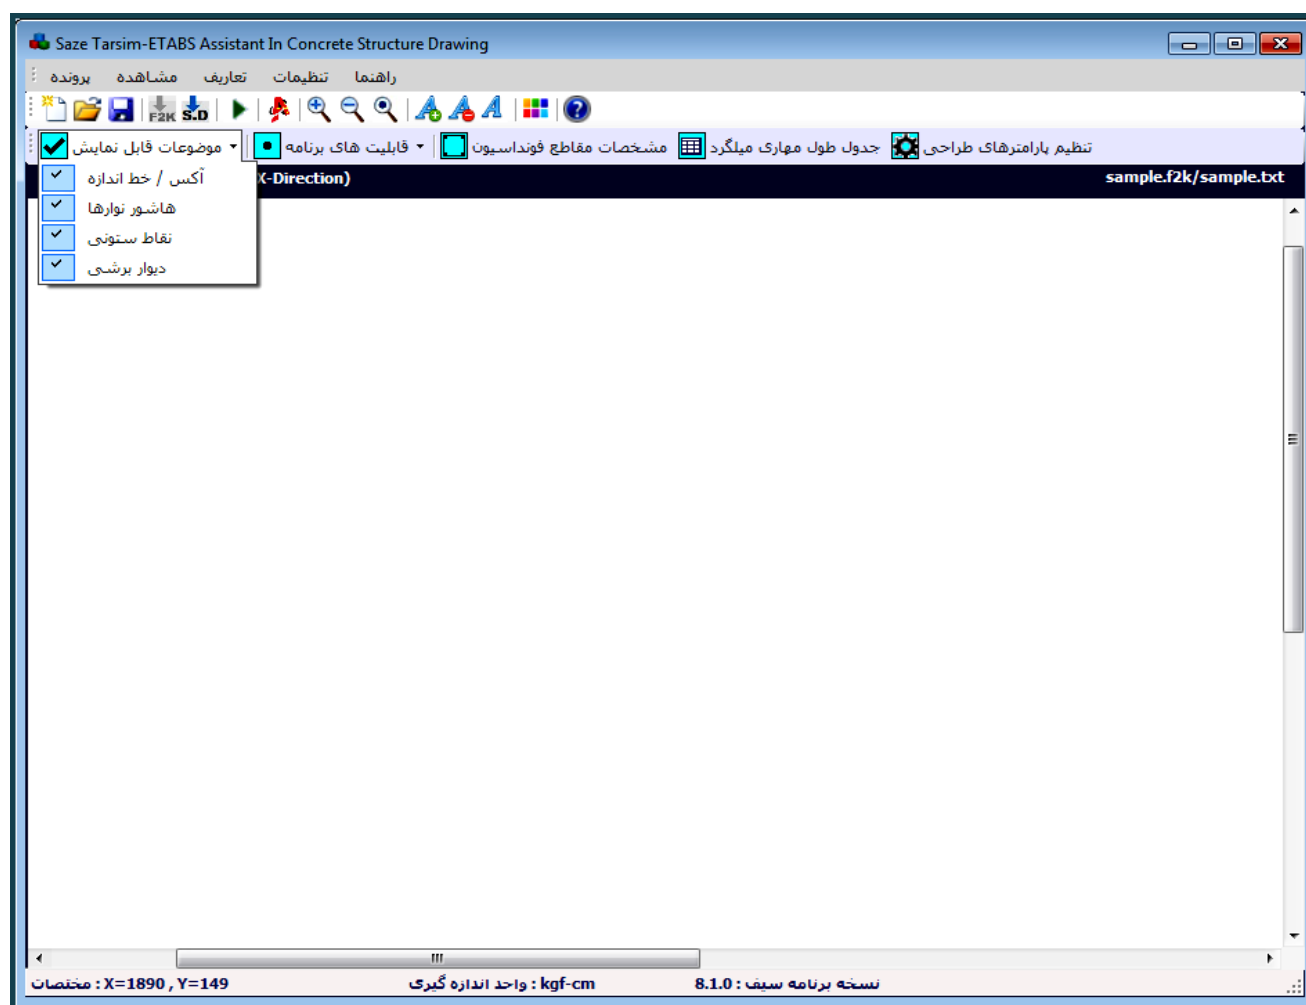 Saze Tarsim-ETABS Assistant In Concrete Structure Drawing
پرونده مشاهده تعاریف تنظیمات راهنما
F2K S.D
موضوعات قابل نمایش قابلیت های برنامه مشخصات مقاطع فونداسیون جدول طول مهاری میلگرد تنظیم پارامترهای طراحی
X-Direction) sample.f2k/sample.txt
آکس / خط اندازه
هاشور نوارها
نقاط ستونی
دیوار برشی
مختصات : X=1890 , Y=149 واحد اندازه گیری : kgf-cm نسخه برنامه سیف : 8.1.0